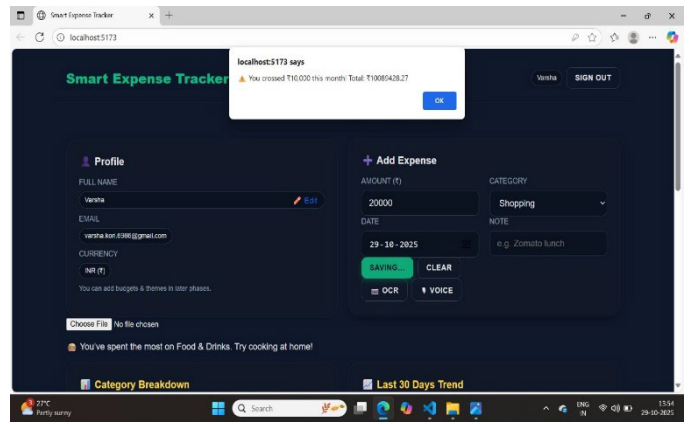 Smart Expense Tracker
localhost:5173
localhost:5173 says
⚠ You crossed ₹10,000 this month! Total: ₹10089428.27
OK
Smart Expense Tracker
Varsha
SIGN OUT
Profile
FULL NAME
Varsha
Edit
EMAIL
CURRENCY
INR (₹)
You can add budgets & themes in later phases.
+ Add Expense
AMOUNT (₹)
CATEGORY
20000
Shopping
DATE
NOTE
29-10-2025
e.g. Zomato lunch
SAVING...
CLEAR
OCR
VOICE
Choose File No file chosen
You've spent the most on Food & Drinks. Try cooking at home!
Category Breakdown
Last 30 Days Trend
27°C
Partly sunny
Search
ENG
IN
13:54
29-10-2025